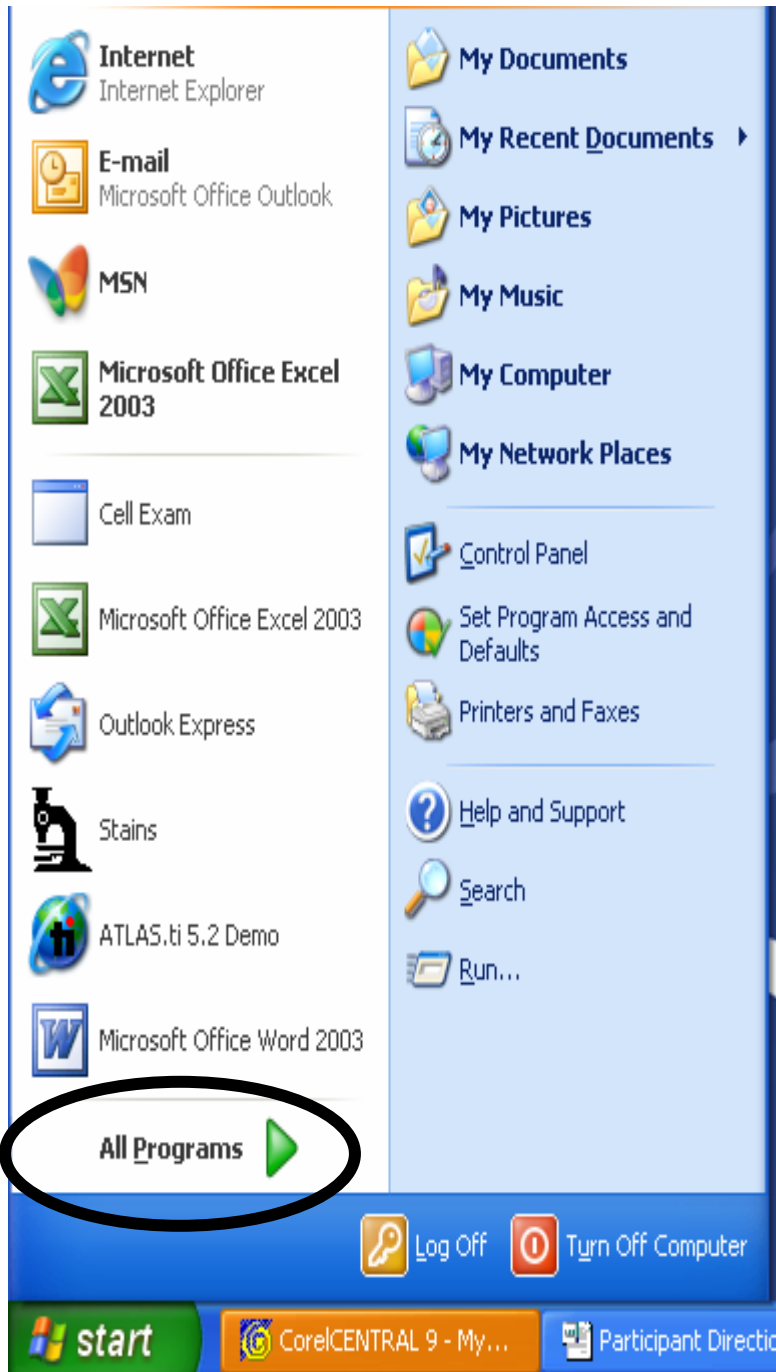 Internet
Internet Explorer
E-mail
Microsoft Office Outlook
MSN
Microsoft Office Excel
2003
Cell Exam
Microsoft Office Excel 2003
Outlook Express
Stains
ti
ATLAS.ti 5.2 Demo
Microsoft Office Word 2003
All Programs
My Documents
My Recent Documents
My Pictures
My Music
My Computer
My Network Places
Control Panel
Set Program Access and
Defaults
Printers and Faxes
Help and Support
Search
Run...
Log Off
Turn Off Computer
start
CorelCENTRAL 9 - My...
Participant Directio